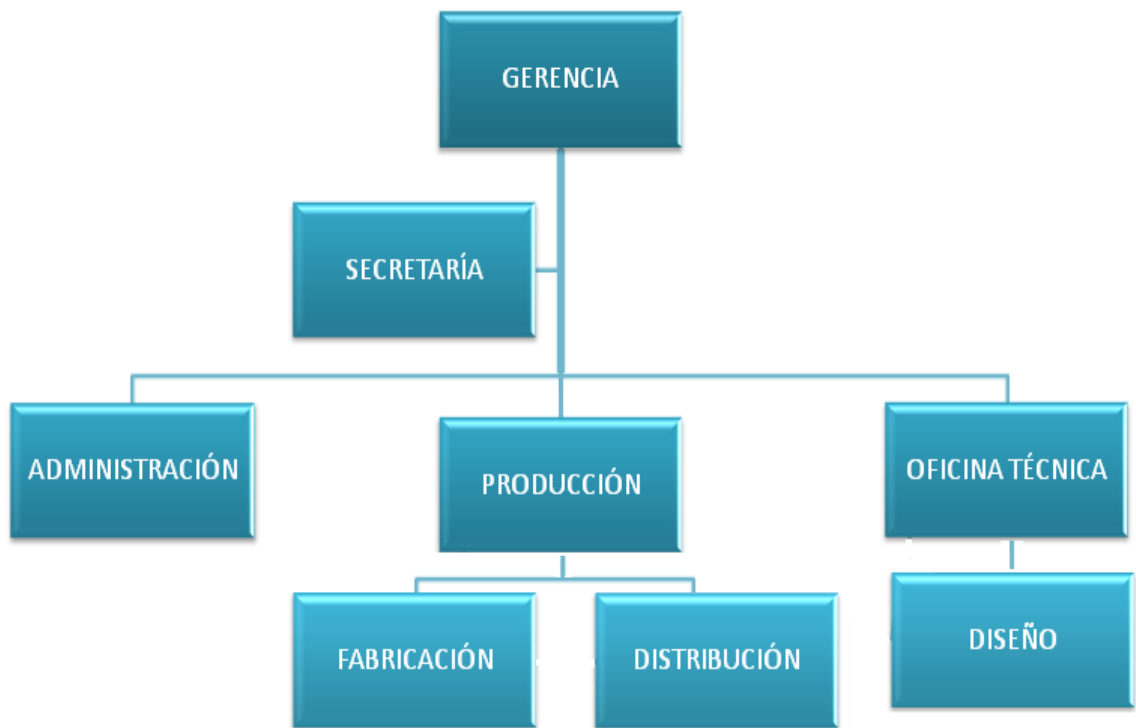 GERENCIA
SECRETARÍA
ADMINISTRACIÓN
PRODUCCIÓN
OFICINA TÉCNICA
FABRICACIÓN
DISTRIBUCIÓN
DISEÑO